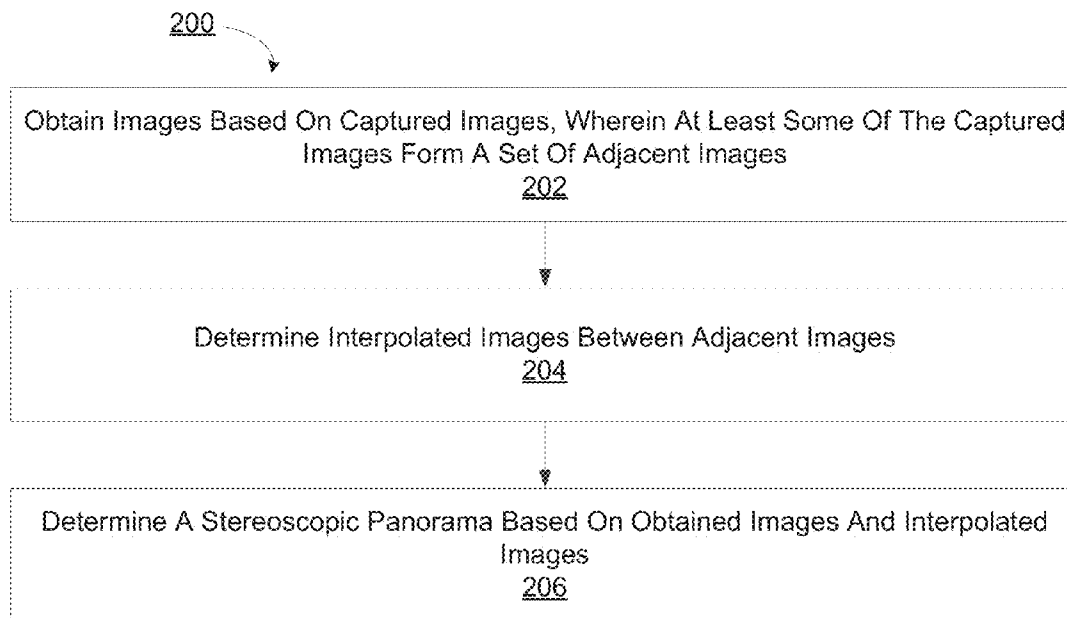 200
Obtain Images Based On Captured Images, Wherein At Least Some Of The Captured
Images Form A Set Of Adjacent Images
202
Determine Interpolated Images Between Adjacent Images
204
Determine A Stereoscopic Panorama Based On Obtained Images And Interpolated
Images
206